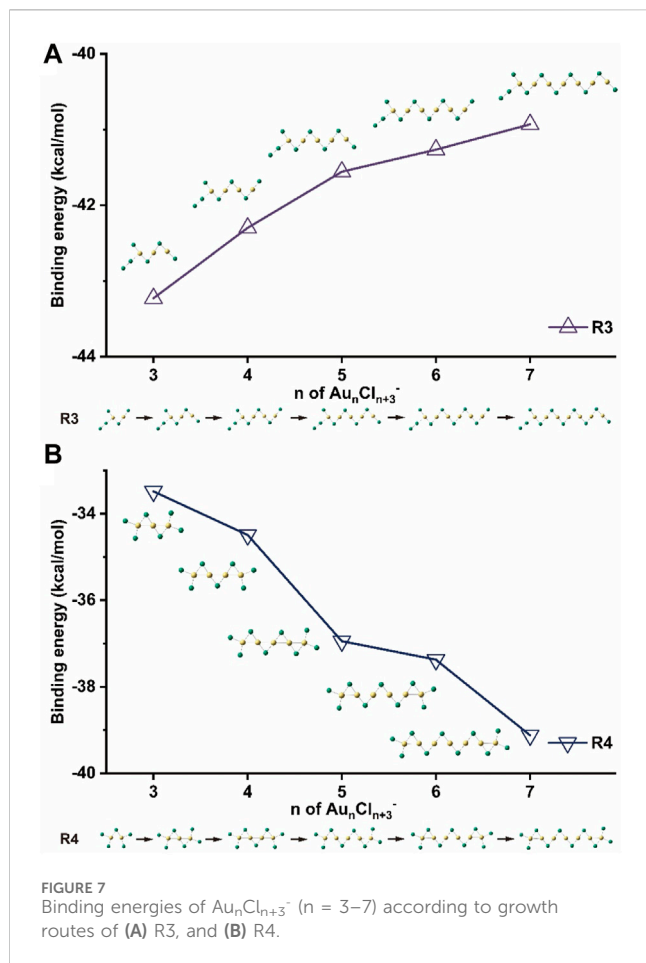 A
-40
-42
-44
Binding energy (kcal/mol)
R3
3 4 5 6 7
n of AuₙClₙ₊₃⁻
R3
B
-34
-36
-38
-40
Binding energy (kcal/mol)
R4
3 4 5 6 7
n of AuₙClₙ₊₃⁻
R4
FIGURE 7
Binding energies of AuₙClₙ₊₃⁻ (n = 3–7) according to growth
routes of (A) R3, and (B) R4.